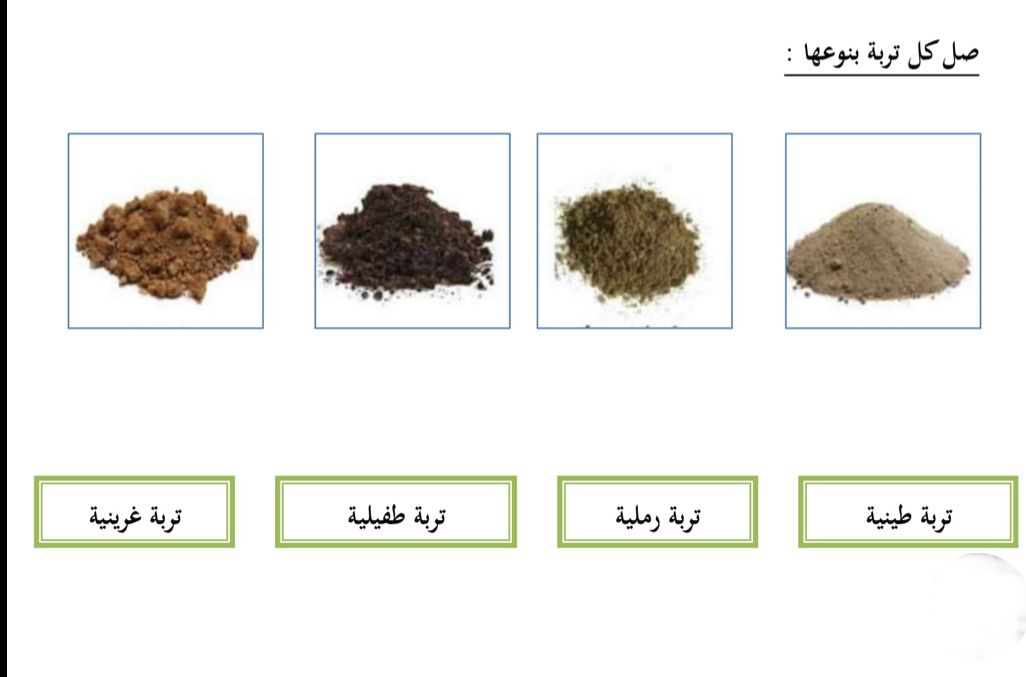 صل كل تربة بنوعها :
تربة طينية
تربة رملية
تربة طفيلية
تربة غرينية